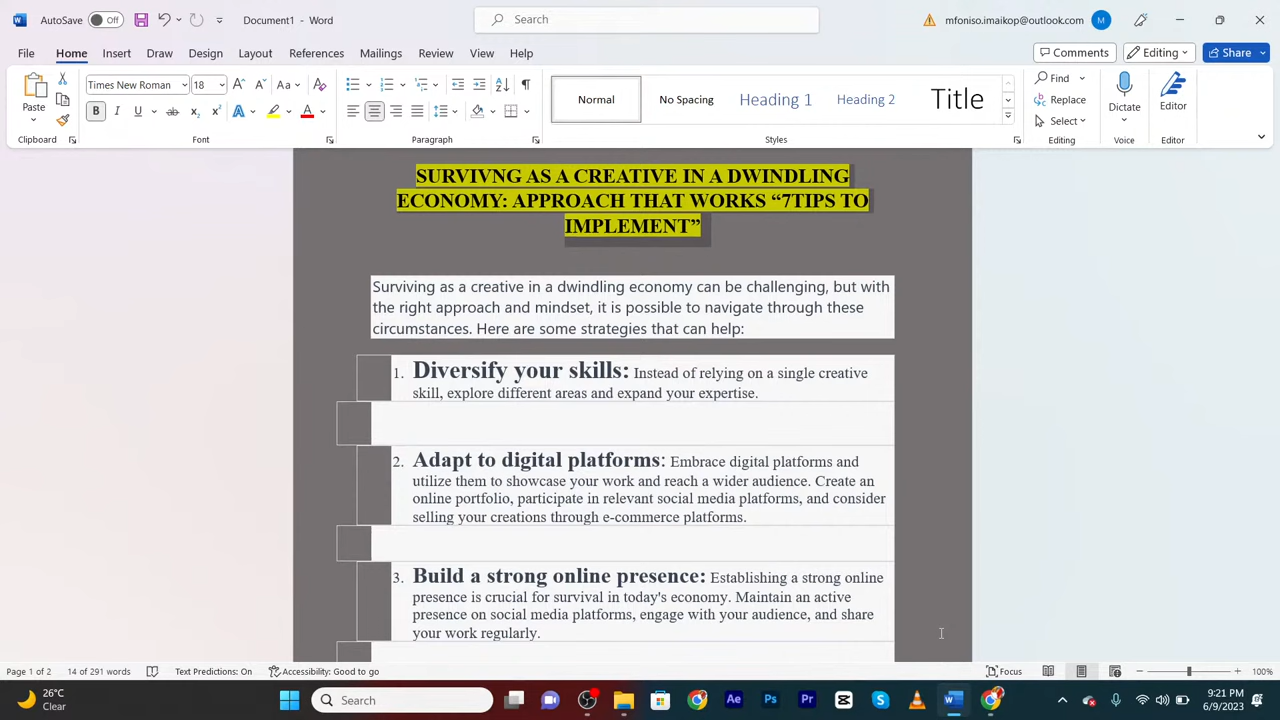 AutoSave Off Document1 - Word Search mfoniso.imaikop@outlook.com M
File Home Insert Draw Design Layout References Mailings Review View Help Comments Editing Share
Paste Times New Roman 18 Aa Normal No Spacing Heading 1 Heading 2 Title Find Replace Select Dictate Editor
Clipboard Font Paragraph Styles Editing Voice Editor
SURVIVNG AS A CREATIVE IN A DWINDLING
ECONOMY: APPROACH THAT WORKS “7TIPS TO
IMPLEMENT”
Surviving as a creative in a dwindling economy can be challenging, but with
the right approach and mindset, it is possible to navigate through these
circumstances. Here are some strategies that can help:
1. Diversify your skills: Instead of relying on a single creative
skill, explore different areas and expand your expertise.
2. Adapt to digital platforms: Embrace digital platforms and
utilize them to showcase your work and reach a wider audience. Create an
online portfolio, participate in relevant social media platforms, and consider
selling your creations through e-commerce platforms.
3. Build a strong online presence: Establishing a strong online
presence is crucial for survival in today's economy. Maintain an active
presence on social media platforms, engage with your audience, and share
your work regularly.
Page 1 of 2 14 of 291 words Text Predictions: On Accessibility: Good to go Focus 100%
26°C
Clear
Search
Ae Ps Pr
9:21 PM
6/9/2023